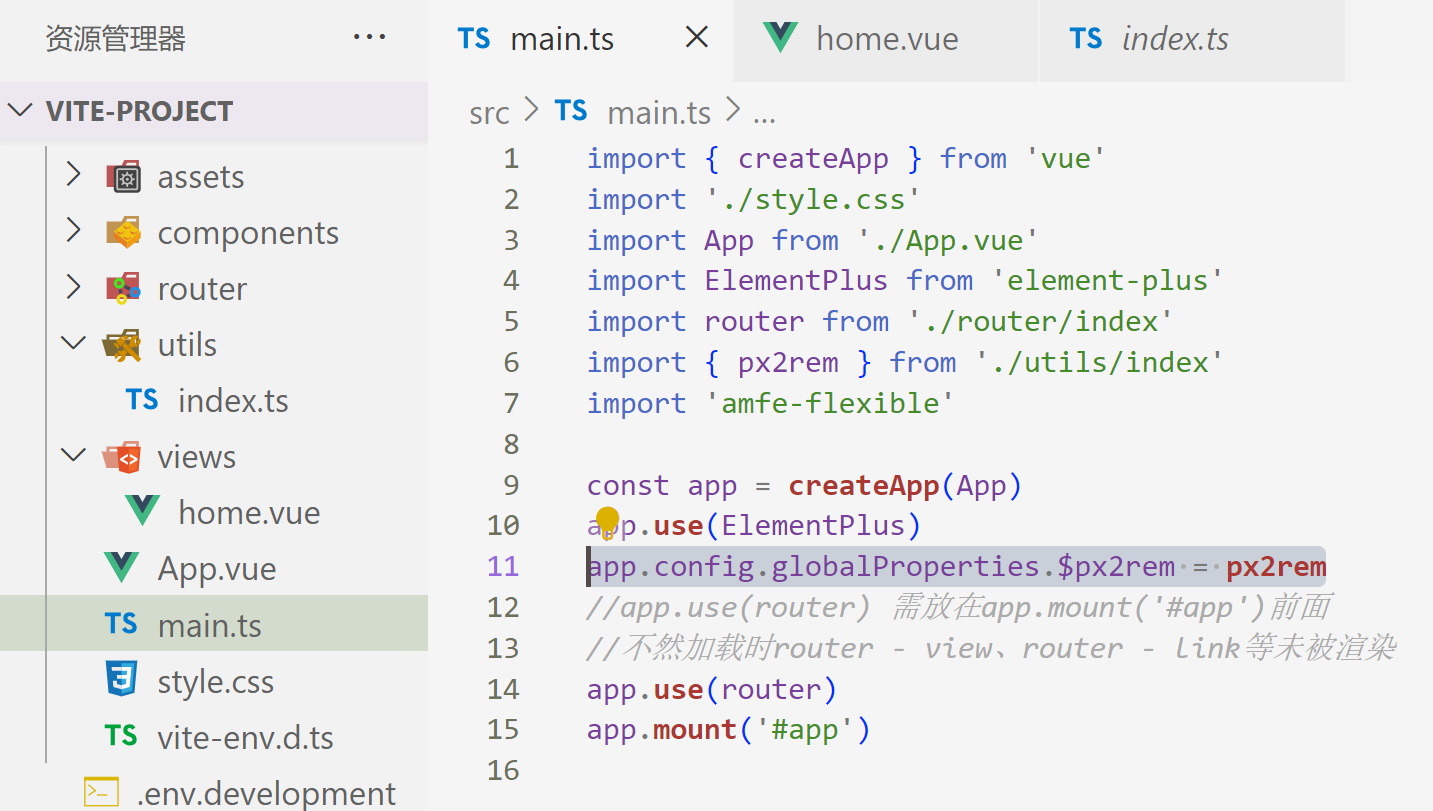 资源管理器 ···
TS main.ts
home.vue
TS index.ts
VITE-PROJECT
assets
components
router
utils
TS index.ts
views
home.vue
App.vue
TS main.ts
style.css
TS vite-env.d.ts
.env.development
src > TS main.ts > ...
1 import { createApp } from 'vue'
2 import './style.css'
3 import App from './App.vue'
4 import ElementPlus from 'element-plus'
5 import router from './router/index'
6 import { px2rem } from './utils/index'
7 import 'amfe-flexible'
8
9 const app = createApp(App)
10 app.use(ElementPlus)
11 app.config.globalProperties.$px2rem = px2rem
12 //app.use(router) 需放在app.mount('#app')前面
13 //不然加载时router - view、router - link等未被渲染
14 app.use(router)
15 app.mount('#app')
16